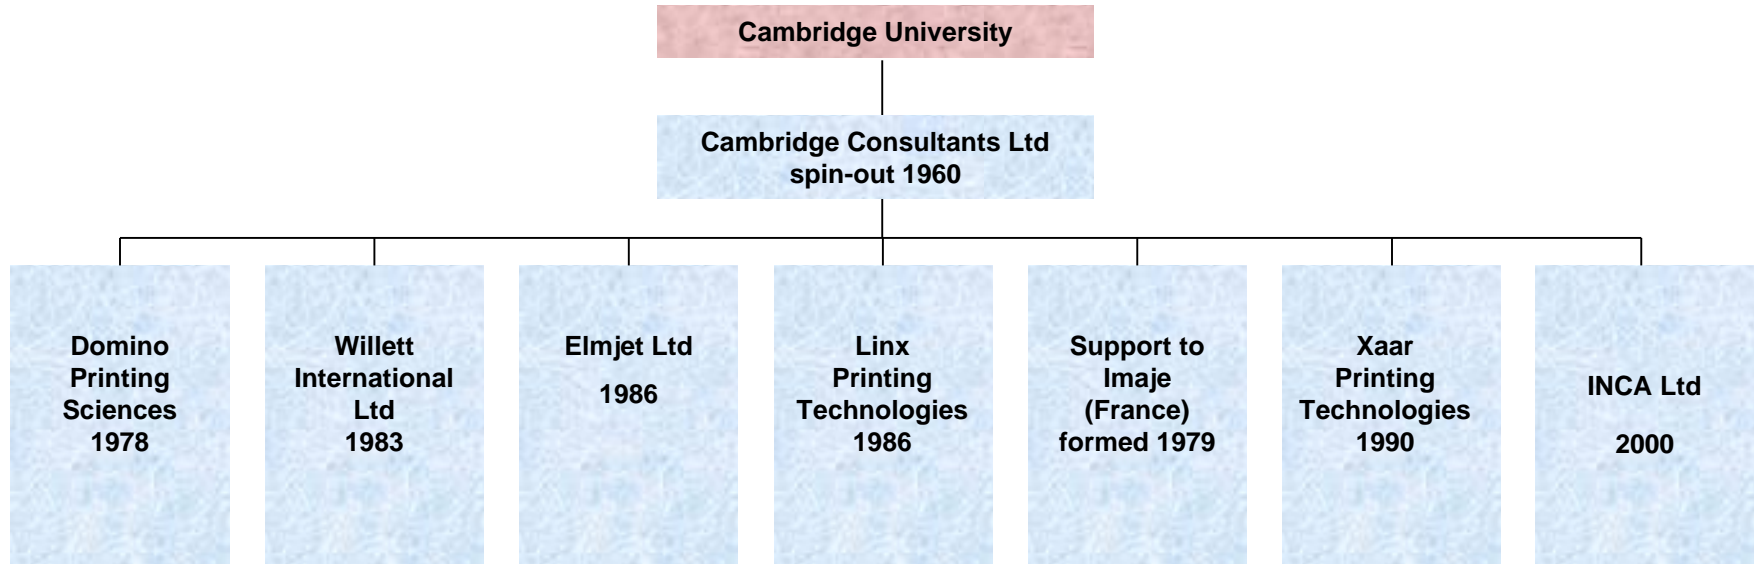 Cambridge University
Cambridge Consultants Ltd
spin-out 1960
Domino
Printing
Sciences
1978
Willett
International
Ltd
1983
Elmjet Ltd
1986
Linx
Printing
Technologies
1986
Support to
Imaje
(France)
formed 1979
Xaar
Printing
Technologies
1990
INCA Ltd
2000